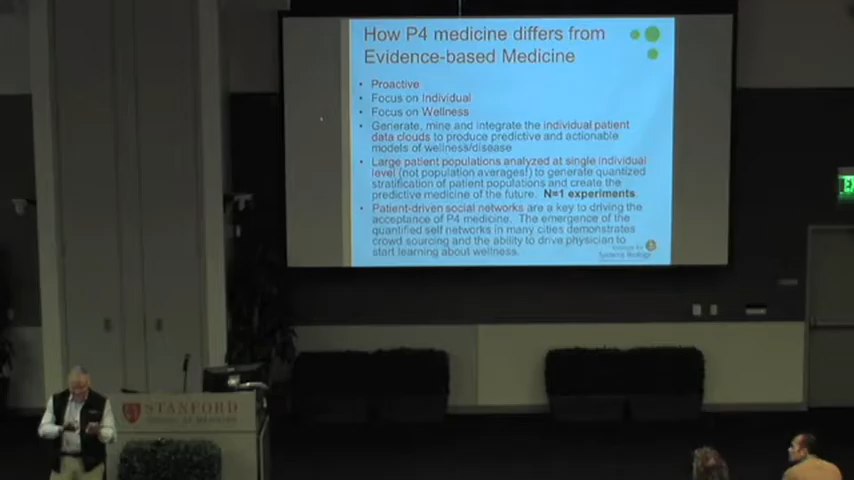 How P4 medicine differs from
Evidence-based Medicine
• Proactive
• Focus on Individual
• Focus on Wellness
• Generate, mine and integrate the individual patient
data clouds to produce predictive and actionable
models of wellness/disease
• Large patient populations analyzed at single individual
level (not population averages!) to generate quantized
stratification of patient populations and create the
predictive medicine of the future. N=1 experiments.
• Patient-driven social networks are a key to driving the
acceptance of P4 medicine. The emergence of the
quantified self networks in many cities demonstrates
crowd sourcing and the ability to drive physician to
start learning about wellness.
Systems Biology
STANFORD
SCHOOL OF MEDICINE